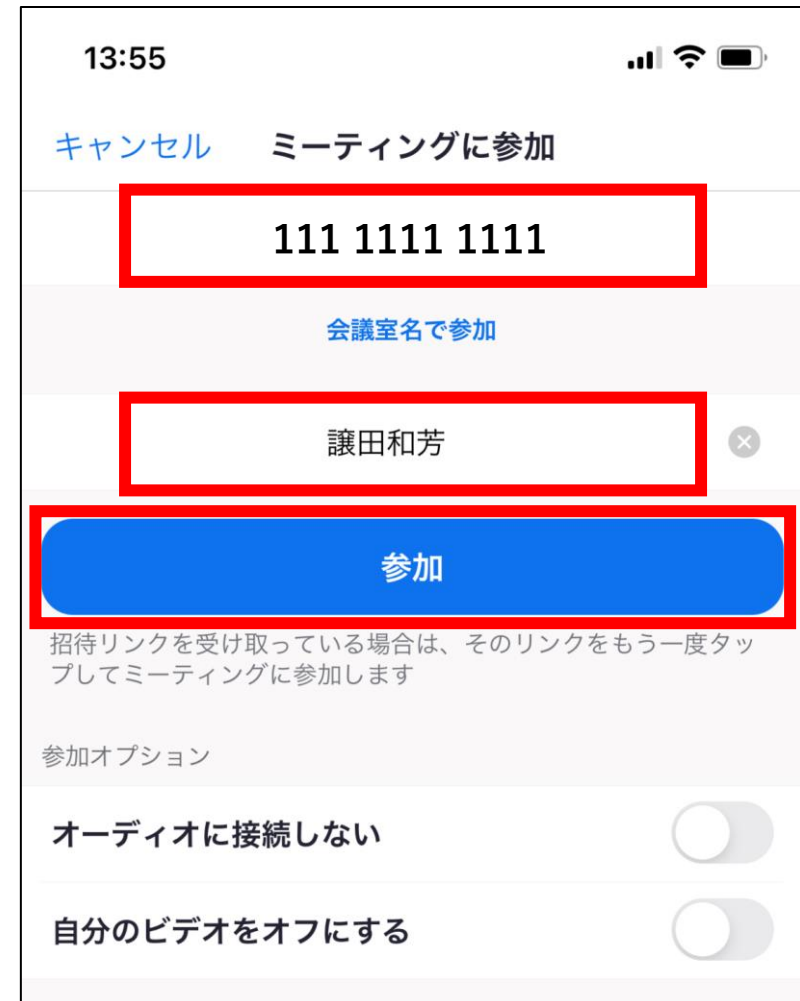 13:55
キャンセル ミーティングに参加
111 1111 1111
会議室名で参加
譲田和芳
参加
招待リンクを受け取っている場合は、そのリンクをもう一度タッ
プしてミーティングに参加します
参加オプション
オーディオに接続しない
自分のビデオをオフにする